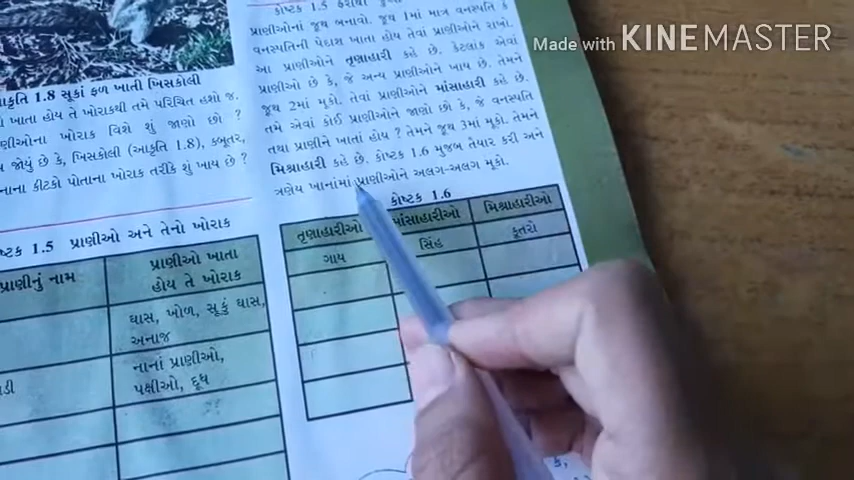 કોષ્ટક 1.5
પ્રાણીઓનાં જૂથ બનાવો. જૂથ 1માં માત્ર વનસ્પતિ કે
વનસ્પતિની પેદાશ ખાતા હોય તેવાં પ્રાણીઓને રાખો.
આ પ્રાણીઓને તૃણાહારી કહે છે. કેટલાંક એવાં
પ્રાણીઓ છે કે, જે અન્ય પ્રાણીઓને ખાય છે. તેમને
જૂથ 2માં મૂકો. તેવાં પ્રાણીઓને માંસાહારી કહે છે.
તમે એવાં કોઈ પ્રાણીઓને જાણો છો કે, જે વનસ્પતિ
તથા પ્રાણીને ખાતાં હોય ? તેમને જૂથ 3માં મૂકો. તેમને
મિશ્રાહારી કહે છે. કોષ્ટક 1.6 મુજબ તૈયાર કરી અને
ત્રણેય ખાનાંમાં પ્રાણીઓને અલગ-અલગ મૂકો.
કોષ્ટક 1.6
તૃણાહારીઓ માંસાહારીઓ મિશ્રાહારીઓ
ગાય સિંહ કૂતરો
આકૃતિ 1.8 સૂકાં ફળ ખાતી ખિસકોલી
ખાતા હોય તે ખોરાકથી તમે પરિચિત હશો જ.
ખોરાક વિશે શું જાણો છો ?
જોયું છે કે, ખિસકોલી (આકૃતિ 1.8), કબૂતર,
નાના કીટકો પોતાના ખોરાક તરીકે શું ખાય છે ?
1.5 પ્રાણીઓ અને તેનો ખોરાક
પ્રાણીનું નામ
પ્રાણીઓ ખાતા
હોય તે ખોરાક
ઘાસ, ખોળ, સૂકું ઘાસ,
અનાજ
નાનાં પ્રાણીઓ,
પક્ષીઓ, દૂધ
Made with KINEMASTER